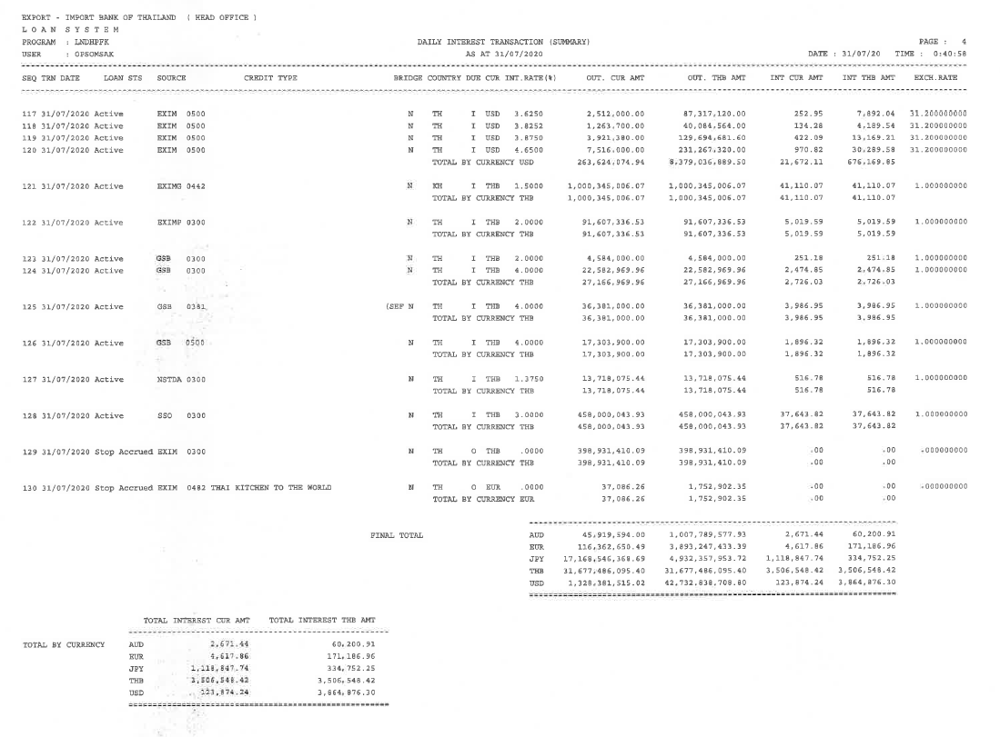 EXPORT - IMPORT BANK OF THAILAND ( HEAD OFFICE )
L O A N S Y S T E M
PROGRAM : LNDHPFK DAILY INTEREST TRANSACTION (SUMMARY) PAGE : 4
USER : OPSOMSAK AS AT 31/07/2020 DATE : 31/07/20 TIME : 0:40:58
SEQ TRN DATE LOAN STS SOURCE CREDIT TYPE BRIDGE COUNTRY DUE CUR INT.RATE(%) OUT. CUR AMT OUT. THB AMT INT CUR AMT INT THB AMT EXCH.RATE
117 31/07/2020 Active EXIM 0500 N TH I USD 3.6250 2,512,000.00 87,317,120.00 252.95 7,892.04 31.200000000
118 31/07/2020 Active EXIM 0500 N TH I USD 3.8252 1,263,700.00 40,084,564.00 134.28 4,189.54 31.200000000
119 31/07/2020 Active EXIM 0500 N TH I USD 3.8750 3,921,380.00 129,694,681.60 422.09 13,169.21 31.200000000
120 31/07/2020 Active EXIM 0500 N TH I USD 4.6500 7,516,000.00 231,267,320.00 970.82 30,289.58 31.200000000
TOTAL BY CURRENCY USD 263,624,074.94 8,379,036,889.50 21,672.11 676,169.85
121 31/07/2020 Active EXIMG 0442 N KH I THB 1.5000 1,000,345,006.07 1,000,345,006.07 41,110.07 41,110.07 1.000000000
TOTAL BY CURRENCY THB 1,000,345,006.07 1,000,345,006.07 41,110.07 41,110.07
122 31/07/2020 Active EXIMP 0300 N TH I THB 2.0000 91,607,336.53 91,607,336.53 5,019.59 5,019.59 1.000000000
TOTAL BY CURRENCY THB 91,607,336.53 91,607,336.53 5,019.59 5,019.59
123 31/07/2020 Active GSB 0300 N TH I THB 2.0000 4,584,000.00 4,584,000.00 251.18 251.18 1.000000000
124 31/07/2020 Active GSB 0300 N TH I THB 4.0000 22,582,969.96 22,582,969.96 2,474.85 2,474.85 1.000000000
TOTAL BY CURRENCY THB 27,166,969.96 27,166,969.96 2,726.03 2,726.03
125 31/07/2020 Active GSB 0381 (SEF N TH I THB 4.0000 36,381,000.00 36,381,000.00 3,986.95 3,986.95 1.000000000
TOTAL BY CURRENCY THB 36,381,000.00 36,381,000.00 3,986.95 3,986.95
126 31/07/2020 Active GSB 0500 N TH I THB 4.0000 17,303,900.00 17,303,900.00 1,896.32 1,896.32 1.000000000
TOTAL BY CURRENCY THB 17,303,900.00 17,303,900.00 1,896.32 1,896.32
127 31/07/2020 Active NSTDA 0300 N TH I THB 1.3750 13,718,075.44 13,718,075.44 516.78 516.78 1.000000000
TOTAL BY CURRENCY THB 13,718,075.44 13,718,075.44 516.78 516.78
128 31/07/2020 Active SSO 0300 N TH I THB 3.0000 458,000,043.93 458,000,043.93 37,643.82 37,643.82 1.000000000
TOTAL BY CURRENCY THB 458,000,043.93 458,000,043.93 37,643.82 37,643.82
129 31/07/2020 Stop Accrued EXIM 0300 N TH O THB .0000 398,931,410.09 398,931,410.09 .00 .00 .000000000
TOTAL BY CURRENCY THB 398,931,410.09 398,931,410.09 .00 .00
130 31/07/2020 Stop Accrued EXIM 0482 THAI KITCHEN TO THE WORLD N TH O EUR .0000 37,086.26 1,752,902.35 .00 .00 .000000000
TOTAL BY CURRENCY EUR 37,086.26 1,752,902.35 .00 .00
FINAL TOTAL AUD 45,919,594.00 1,007,789,577.93 2,671.44 60,200.91
EUR 116,362,650.49 3,893,247,433.39 4,617.86 171,186.96
JPY 17,168,546,368.69 4,932,357,953.72 1,118,847.74 334,752.25
THB 31,677,486,095.40 31,677,486,095.40 3,506,548.42 3,506,548.42
USD 1,328,381,515.02 42,732,838,708.80 123,874.24 3,864,876.30
TOTAL INTEREST CUR AMT TOTAL INTEREST THB AMT
TOTAL BY CURRENCY AUD 2,671.44 60,200.91
EUR 4,617.86 171,186.96
JPY 1,118,847.74 334,752.25
THB 3,506,548.42 3,506,548.42
USD 123,874.24 3,864,876.30